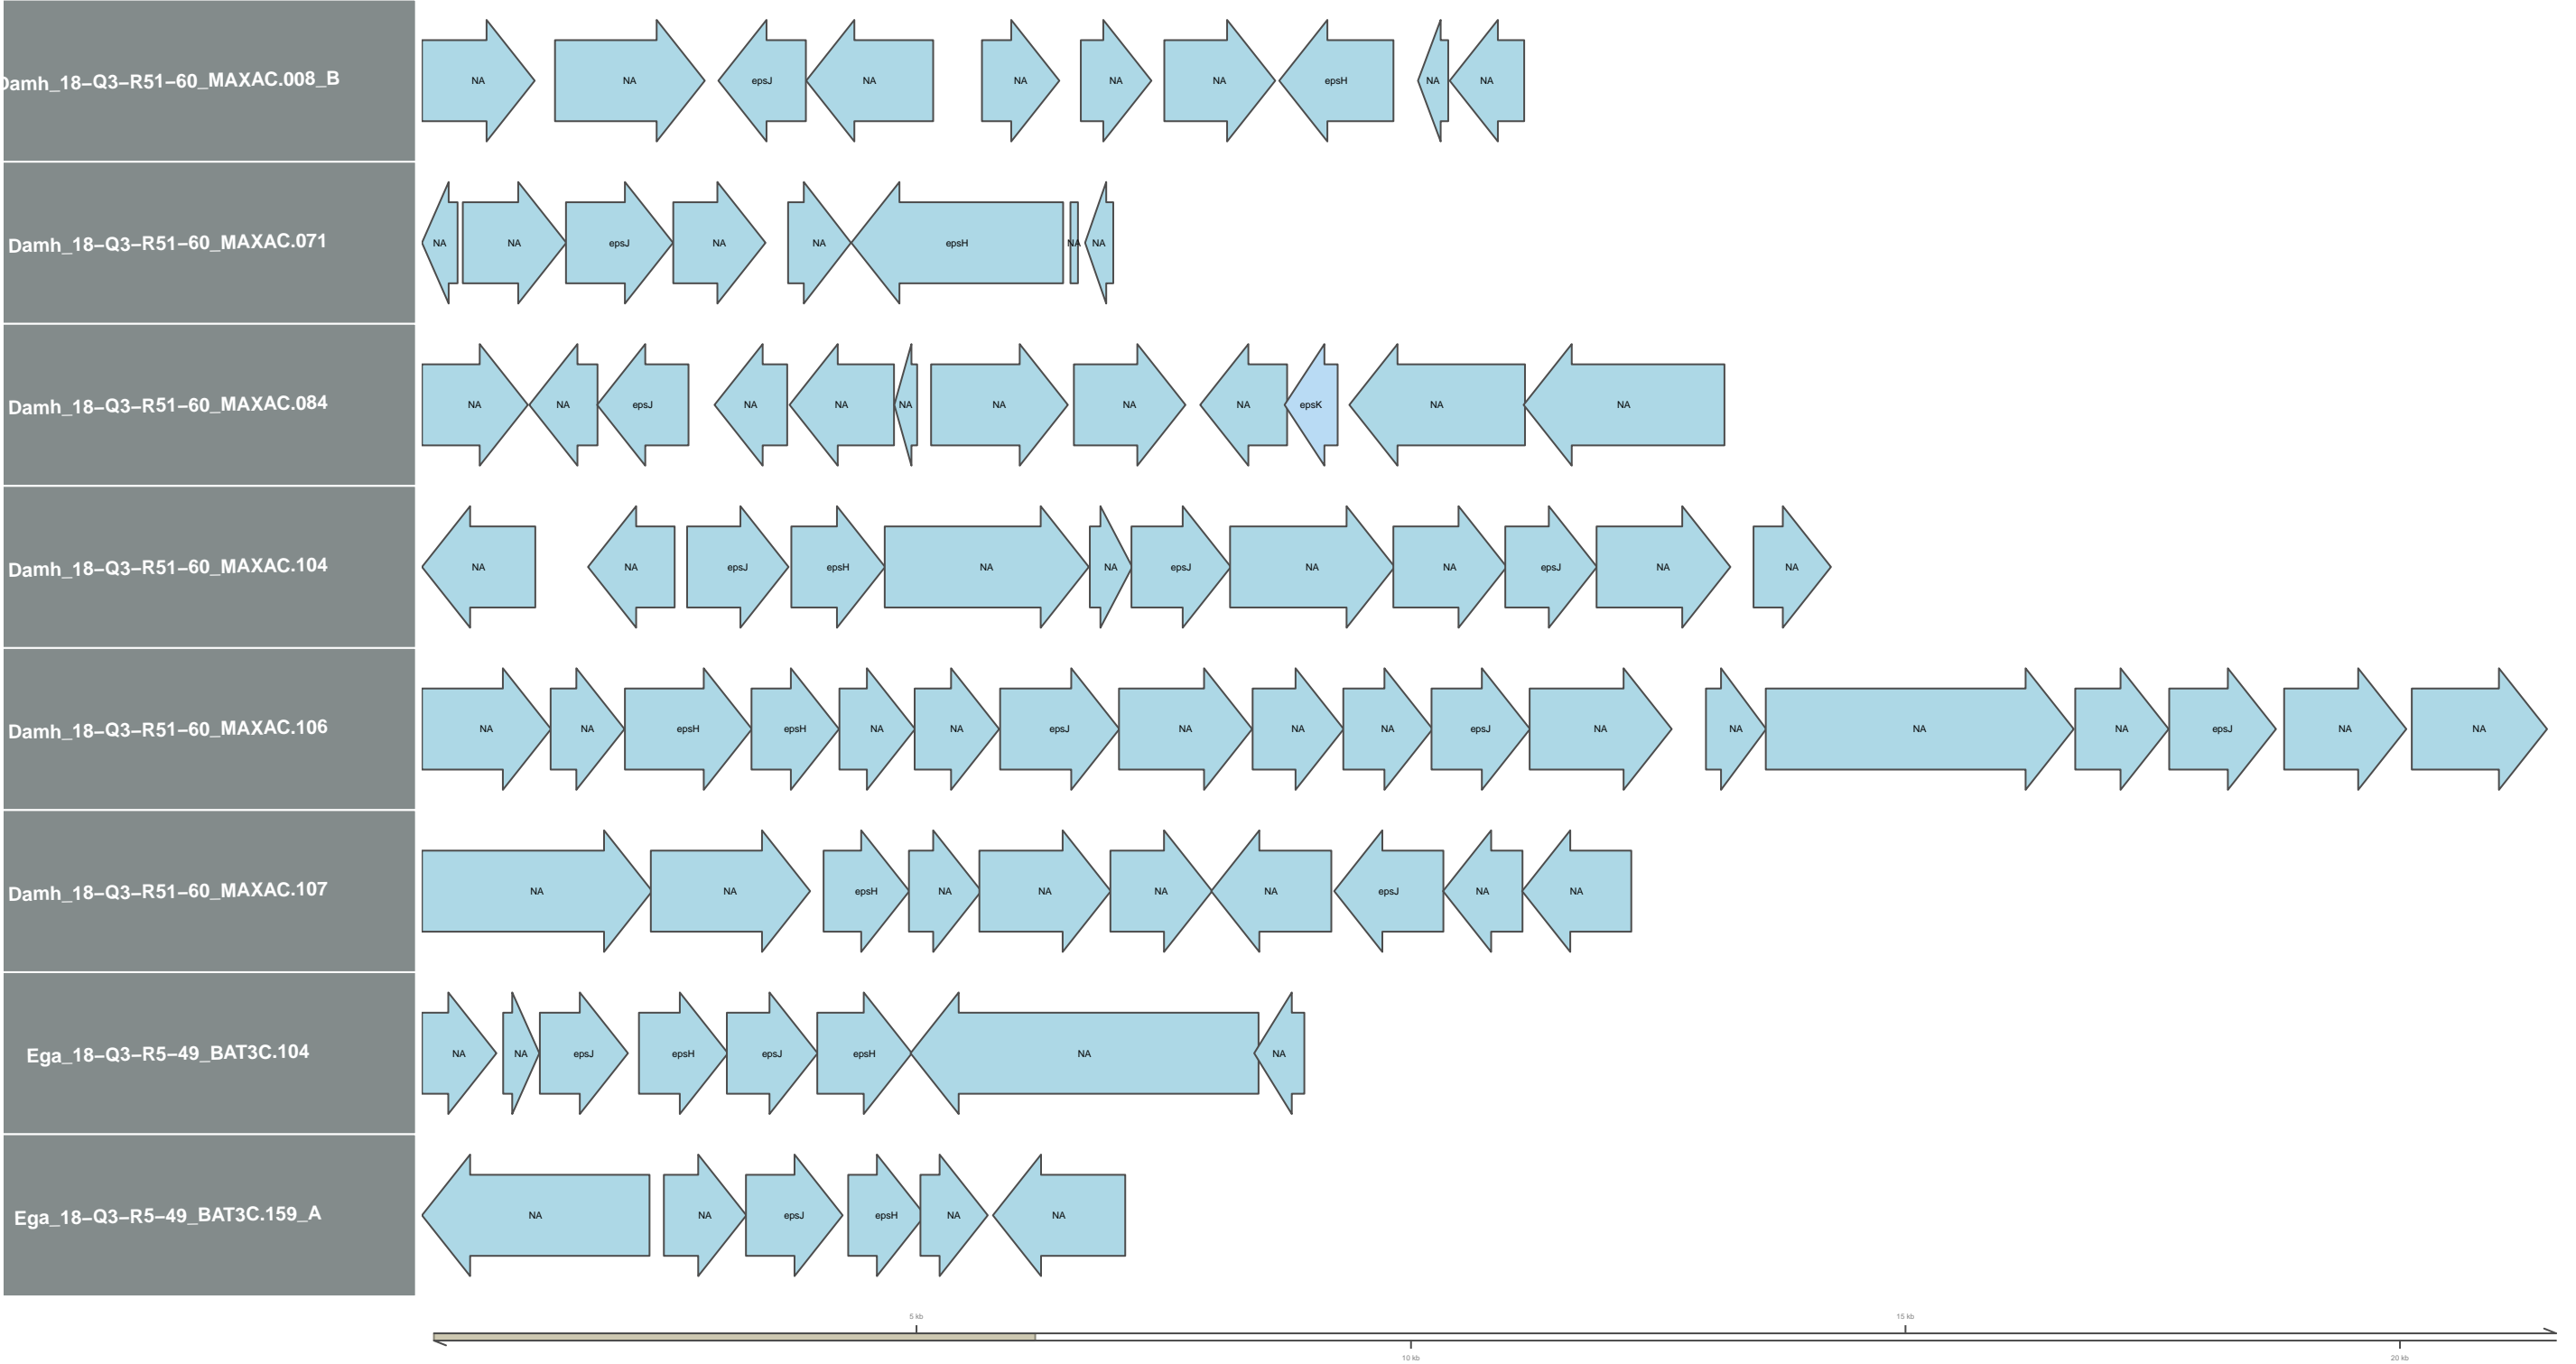 Damh_18–Q3–R51–60_MAXAC.008_B
NA NA epsJ NA NA NA NA epsH NA NA
Damh_18–Q3–R51–60_MAXAC.071
NA NA epsJ NA NA epsH NA NA
Damh_18–Q3–R51–60_MAXAC.084
NA NA epsJ NA NA NA NA NA NA epsK NA NA
Damh_18–Q3–R51–60_MAXAC.104
NA NA epsJ epsH NA NA epsJ NA NA epsJ NA NA
Damh_18–Q3–R51–60_MAXAC.106
NA NA epsH epsH NA NA epsJ NA NA NA epsJ NA NA NA NA epsJ NA NA
Damh_18–Q3–R51–60_MAXAC.107
NA NA epsH NA NA NA NA epsJ NA NA
Ega_18–Q3–R5–49_BAT3C.104
NA NA epsJ epsH epsJ epsH NA NA
Ega_18–Q3–R5–49_BAT3C.159_A
NA NA epsJ epsH NA NA
5 kb 15 kb
10 kb 20 kb